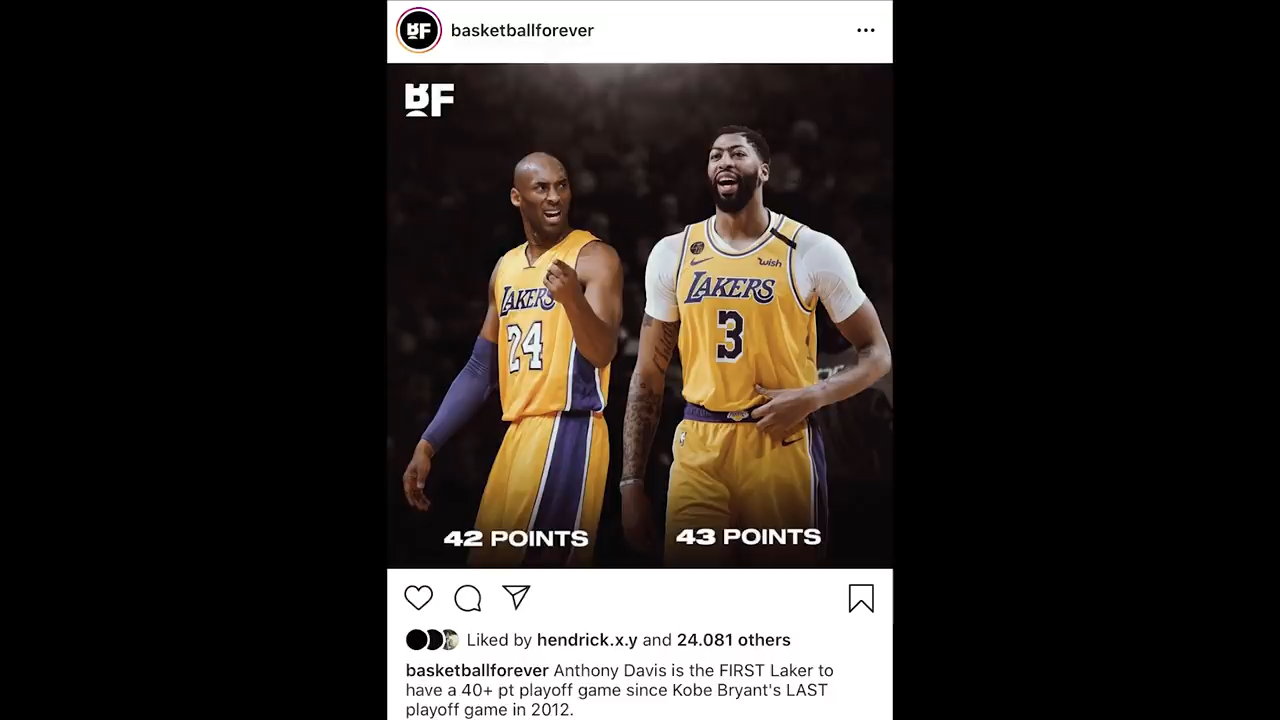 BF
basketballforever
BF
wish
LAKERS
LAKERS
24
3
42 POINTS
43 POINTS
Liked by hendrick.x.y and 24.081 others
basketballforever Anthony Davis is the FIRST Laker to
have a 40+ pt playoff game since Kobe Bryant's LAST
playoff game in 2012.